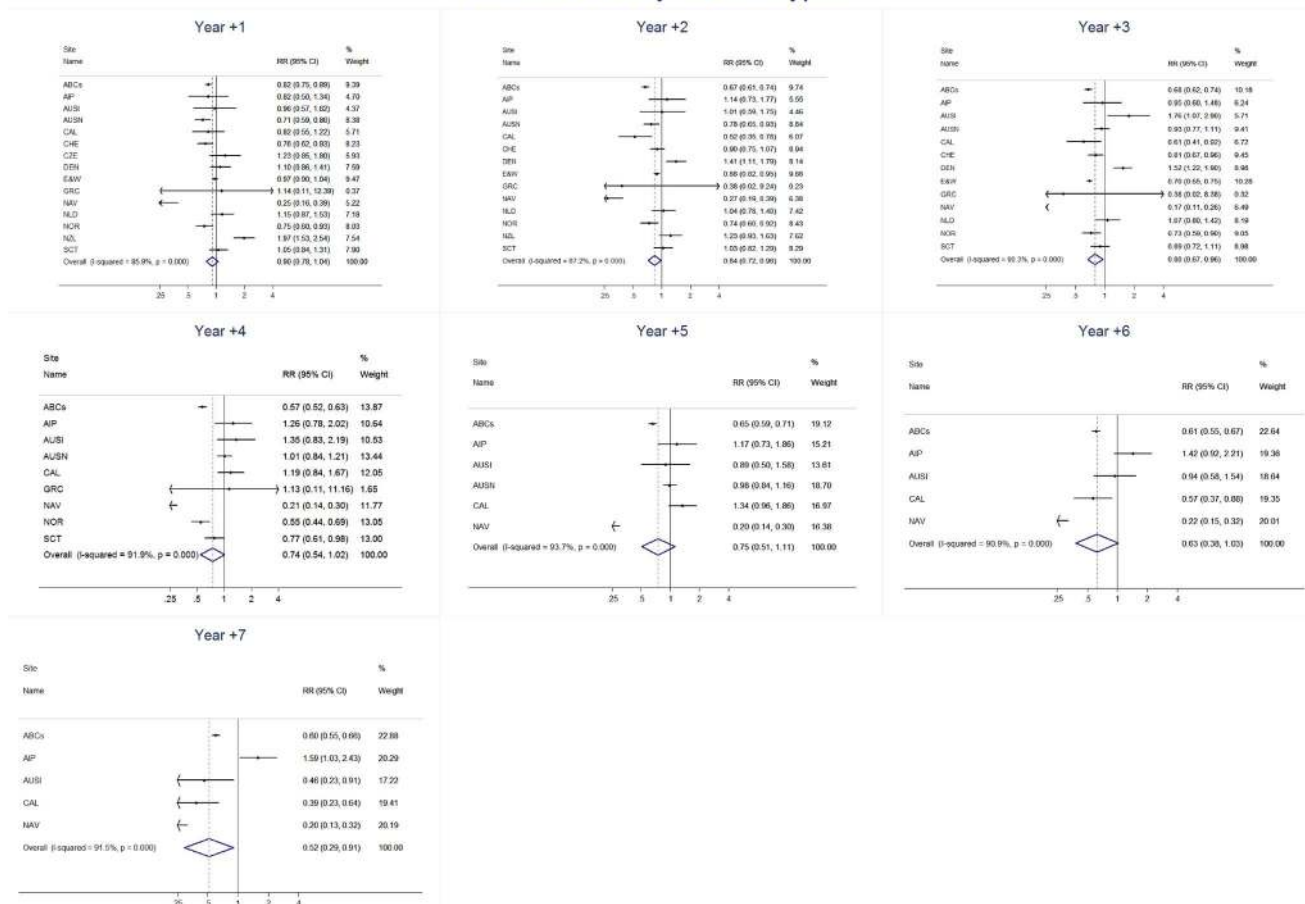 Year +1
Site %
Name RR (95% CI) Weight
ABCs 0.82 (0.75, 0.89) 9.39
AIP 0.82 (0.50, 1.34) 4.70
AUSI 0.96 (0.57, 1.62) 4.37
AUSN 0.71 (0.59, 0.86) 8.38
CAL 0.82 (0.55, 1.22) 5.71
CHE 0.76 (0.62, 0.93) 8.23
CZE 1.23 (0.85, 1.80) 5.93
DEN 1.10 (0.86, 1.41) 7.59
E&W 0.97 (0.90, 1.04) 9.47
GRC 1.14 (0.11, 12.39) 0.37
NAV 0.25 (0.16, 0.39) 5.22
NLD 1.15 (0.87, 1.53) 7.18
NOR 0.75 (0.60, 0.93) 8.03
NZL 1.97 (1.53, 2.54) 7.54
SCT 1.05 (0.84, 1.31) 7.90
Overall (I-squared = 85.9%, p = 0.000) 0.90 (0.78, 1.04) 100.00
.25 .5 1 2 4
Year +2
Site %
Name RR (95% CI) Weight
ABCs 0.67 (0.61, 0.74) 9.74
AIP 1.14 (0.73, 1.77) 5.55
AUSI 1.01 (0.59, 1.75) 4.46
AUSN 0.78 (0.65, 0.93) 8.84
CAL 0.52 (0.35, 0.78) 6.07
CHE 0.90 (0.75, 1.07) 8.94
DEN 1.41 (1.11, 1.79) 8.14
E&W 0.88 (0.82, 0.95) 9.88
GRC 0.38 (0.02, 9.24) 0.23
NAV 0.27 (0.19, 0.39) 6.38
NLD 1.04 (0.78, 1.40) 7.42
NOR 0.74 (0.60, 0.92) 8.43
NZL 1.23 (0.93, 1.63) 7.62
SCT 1.03 (0.82, 1.29) 8.29
Overall (I-squared = 87.2%, p = 0.000) 0.84 (0.72, 0.99) 100.00
.25 .5 1 2 4
Year +3
Site %
Name RR (95% CI) Weight
ABCs 0.68 (0.62, 0.74) 10.18
AIP 0.95 (0.60, 1.48) 6.24
AUSI 1.76 (1.07, 2.90) 5.71
AUSN 0.93 (0.77, 1.11) 9.41
CAL 0.61 (0.41, 0.92) 6.72
CHE 0.81 (0.67, 0.96) 9.45
DEN 1.52 (1.22, 1.90) 8.98
E&W 0.70 (0.65, 0.75) 10.28
GRC 0.38 (0.02, 8.38) 0.32
NAV 0.17 (0.11, 0.26) 6.49
NLD 1.07 (0.80, 1.42) 8.19
NOR 0.73 (0.59, 0.90) 9.05
SCT 0.89 (0.72, 1.11) 8.98
Overall (I-squared = 90.3%, p = 0.000) 0.80 (0.67, 0.96) 100.00
.25 .5 1 2 4
Year +4
Site %
Name RR (95% CI) Weight
ABCs 0.57 (0.52, 0.63) 13.87
AIP 1.26 (0.78, 2.02) 10.64
AUSI 1.35 (0.83, 2.19) 10.53
AUSN 1.01 (0.84, 1.21) 13.44
CAL 1.19 (0.84, 1.67) 12.05
GRC 1.13 (0.11, 11.16) 1.65
NAV 0.21 (0.14, 0.30) 11.77
NOR 0.55 (0.44, 0.69) 13.05
SCT 0.77 (0.61, 0.98) 13.00
Overall (I-squared = 91.9%, p = 0.000) 0.74 (0.54, 1.02) 100.00
.25 .5 1 2 4
Year +5
Site %
Name RR (95% CI) Weight
ABCs 0.65 (0.59, 0.71) 19.12
AIP 1.17 (0.73, 1.86) 15.21
AUSI 0.89 (0.50, 1.58) 13.61
AUSN 0.98 (0.84, 1.16) 18.70
CAL 1.34 (0.96, 1.86) 16.97
NAV 0.20 (0.14, 0.30) 16.38
Overall (I-squared = 93.7%, p = 0.000) 0.75 (0.51, 1.11) 100.00
.25 .5 1 2 4
Year +6
Site %
Name RR (95% CI) Weight
ABCs 0.61 (0.55, 0.67) 22.64
AIP 1.42 (0.92, 2.21) 19.36
AUSI 0.94 (0.58, 1.54) 18.64
CAL 0.57 (0.37, 0.88) 19.35
NAV 0.22 (0.15, 0.32) 20.01
Overall (I-squared = 90.9%, p = 0.000) 0.63 (0.38, 1.03) 100.00
.25 .5 1 2 4
Year +7
Site %
Name RR (95% CI) Weight
ABCs 0.60 (0.55, 0.66) 22.88
AIP 1.59 (1.03, 2.43) 20.29
AUSI 0.46 (0.23, 0.91) 17.22
CAL 0.39 (0.23, 0.64) 19.41
NAV 0.20 (0.13, 0.32) 20.19
Overall (I-squared = 91.5%, p = 0.000) 0.52 (0.29, 0.91) 100.00
.25 .5 1 2 4